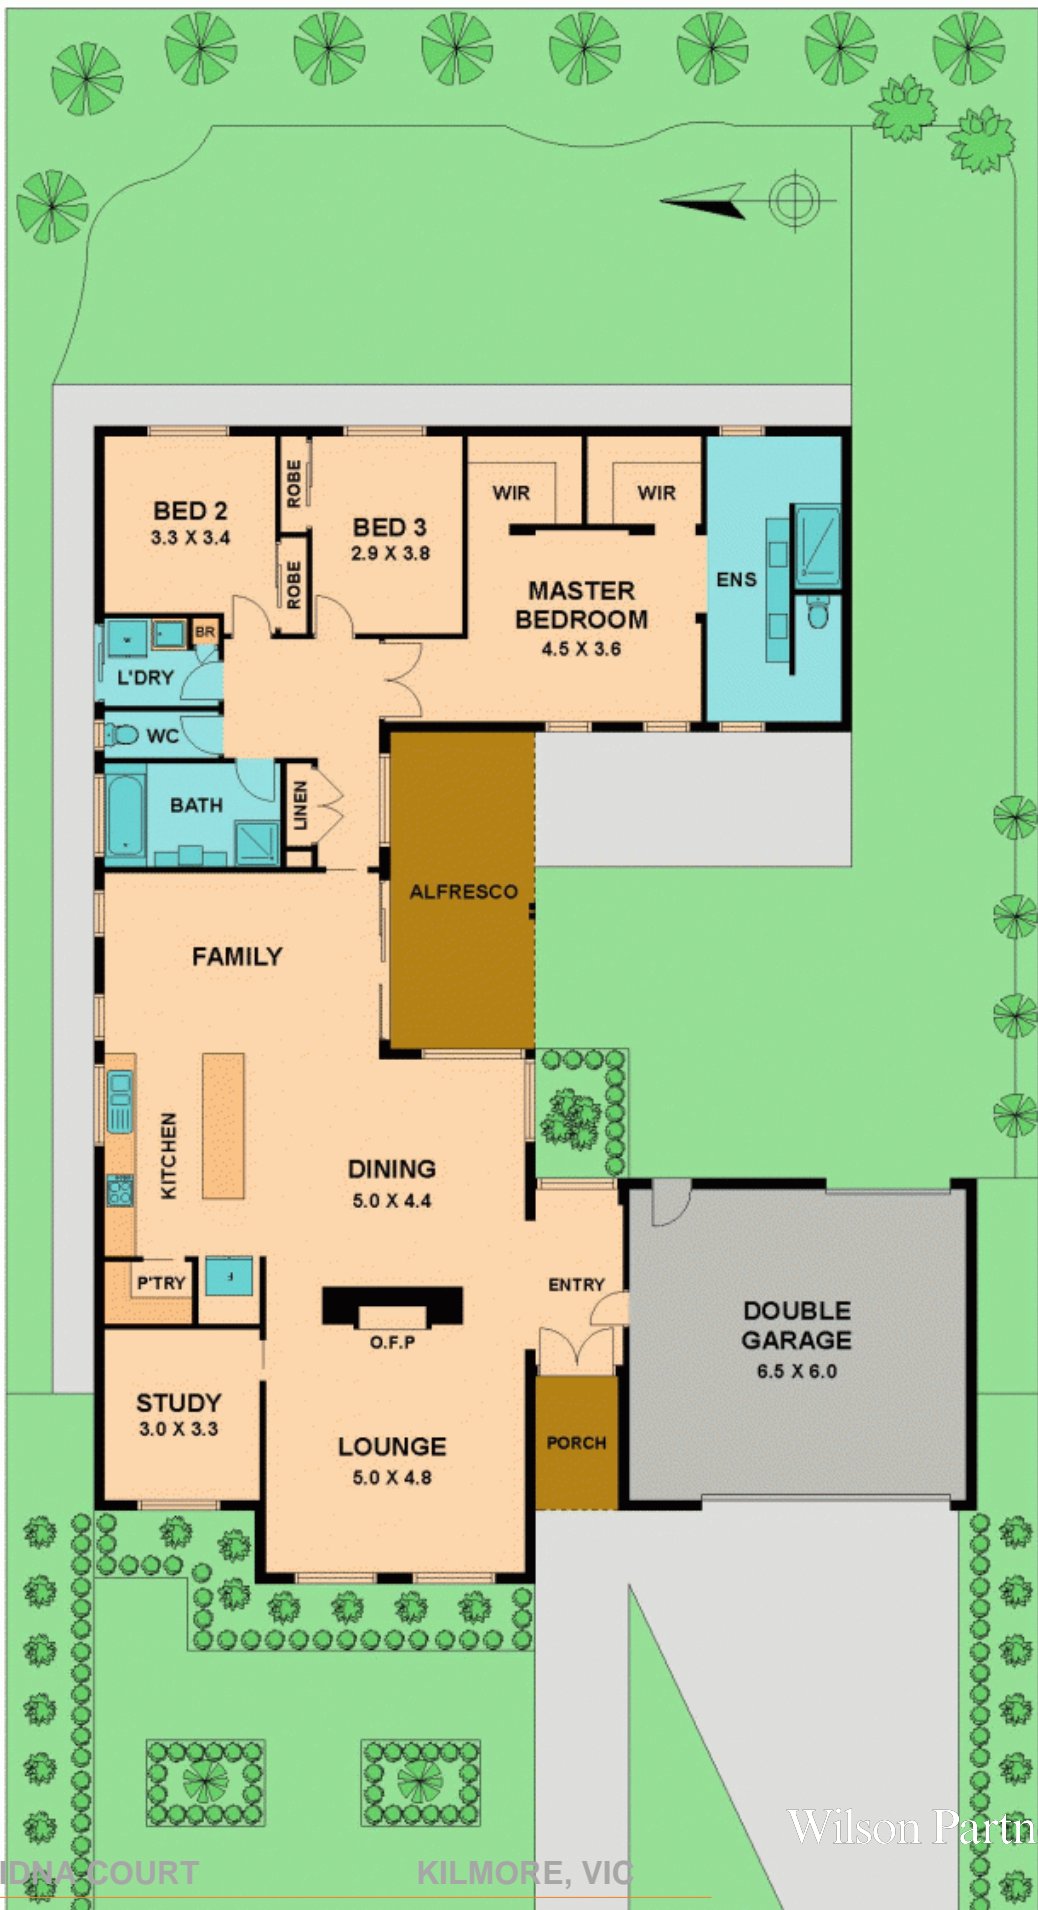 BED 2
3.3 X 3.4
ROBE
ROBE
BED 3
2.9 X 3.8
WIR
WIR
MASTER
BEDROOM
4.5 X 3.6
ENS
BR
L'DRY
WC
BATH
LINEN
ALFRESCO
FAMILY
KITCHEN
DINING
5.0 X 4.4
P'TRY
F
ENTRY
O.F.P
DOUBLE
GARAGE
6.5 X 6.0
STUDY
3.0 X 3.3
LOUNGE
5.0 X 4.8
PORCH
Wilson Partn
IDNA COURT KILMORE, VIC